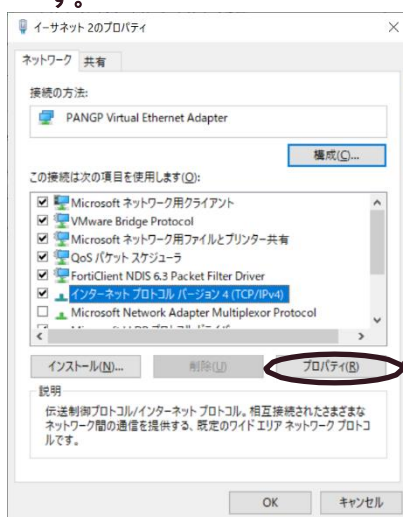 す。
イーサネット 2のプロパティ
ネットワーク 共有
接続の方法:
PANGP Virtual Ethernet Adapter
構成(C)...
この接続は次の項目を使用します(O):
Microsoft ネットワーク用クライアント
VMware Bridge Protocol
Microsoft ネットワーク用ファイルとプリンター共有
QoS パケット スケジューラ
FortiClient NDIS 6.3 Packet Filter Driver
インターネット プロトコル バージョン 4 (TCP/IPv4)
Microsoft Network Adapter Multiplexor Protocol
インストール(N)... 削除(U) プロパティ(R)
説明
伝送制御プロトコル/インターネット プロトコル。相互接続されたさまざまな
ネットワーク間の通信を提供する、既定のワイド エリア ネットワーク プロトコ
ルです。
OK キャンセル